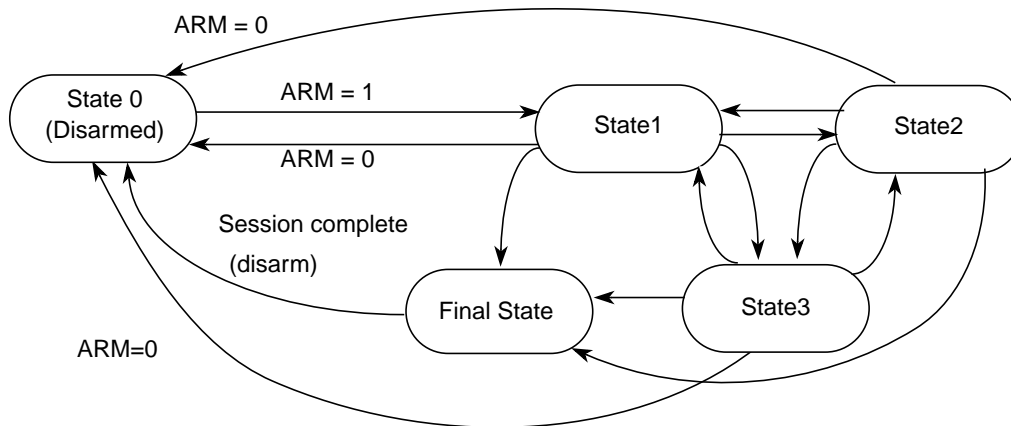 ARM = 0
State 0
(Disarmed)
ARM = 1
State1
State2
ARM = 0
Session complete
(disarm)
Final State
State3
ARM=0